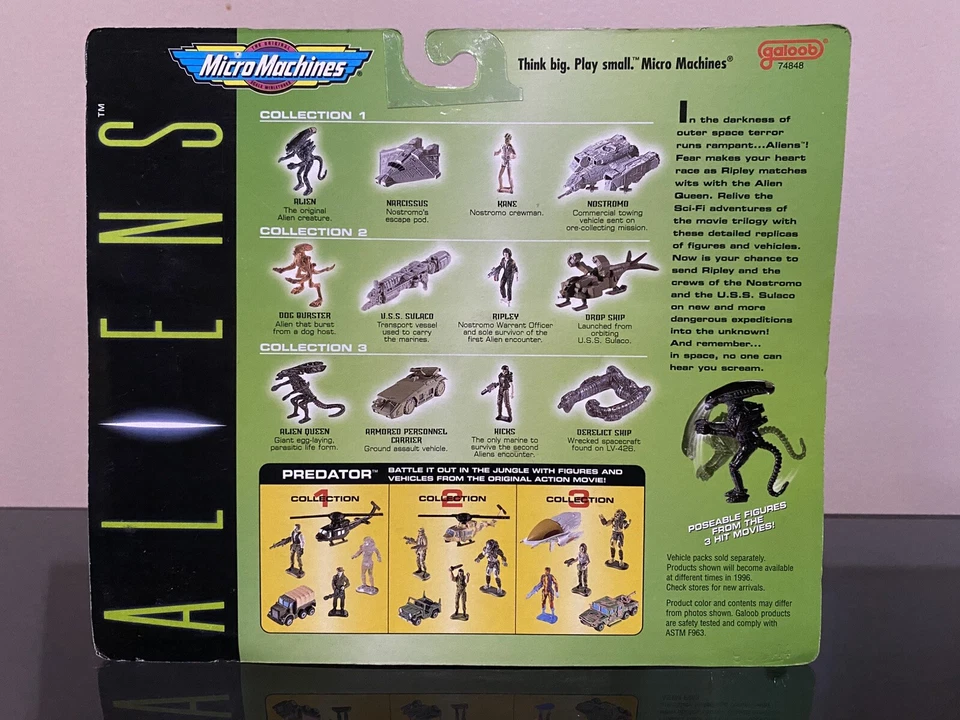 ALIENS™
THE ORIGINAL
MicroMachines®
SCALE MINIATURES
Think big. Play small.™ Micro Machines®
galoob®
74848
COLLECTION 1
ALIEN
The original
Alien creature.
NARCISSUS
Nostromo's
escape pod.
KANE
Nostromo crewman.
NOSTROMO
Commercial towing
vehicle sent on
ore-collecting mission.
COLLECTION 2
DOG BURSTER
Alien that burst
from a dog host.
U.S.S. SULACO
Transport vessel
used to carry
the marines.
RIPLEY
Nostromo Warrent Officer
and sole survivor of the
first Alien encounter.
DROP SHIP
Launched from
orbiting
U.S.S. Sulaco.
COLLECTION 3
ALIEN QUEEN
Giant egg-laying,
parasitic life form.
ARMORED PERSONNEL
CARRIER
Ground assault vehicle.
HICKS
The only marine to
survive the second
Aliens encounter.
DERELICT SHIP
Wrecked spacecraft
found on LV-426.
PREDATOR™
BATTLE IT OUT IN THE JUNGLE WITH FIGURES AND
VEHICLES FROM THE ORIGINAL ACTION MOVIE!
COLLECTION 1
COLLECTION 2
COLLECTION 3
In the darkness of
outer space terror
runs rampant...Aliens™!
Fear makes your heart
race as Ripley matches
wits with the Alien
Queen. Relive the
Sci-Fi adventures of
the movie trilogy with
these detailed replicas
of figures and vehicles.
Now is your chance to
send Ripley and the
crews of the Nostromo
and the U.S.S. Sulaco
on new and more
dangerous expeditions
into the unknown!
And remember...
in space, no one can
hear you scream.
POSEABLE FIGURES
FROM THE
3 HIT MOVIES!
Vehicle packs sold separately.
Products shown will become available
at different times in 1996.
Check stores for new arrivals.
Product color and contents may differ
from photos shown. Galoob products
are safety tested and comply with
ASTM F963.